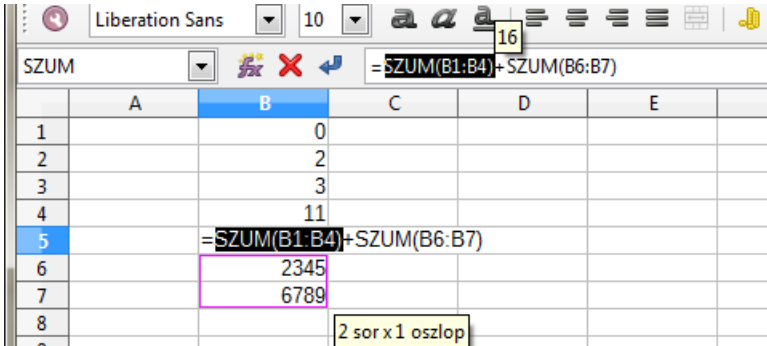 Liberation Sans 10 a a a
16
SZUM =SZUM(B1:B4)+SZUM(B6:B7)
A B C D E
1 0
2 2
3 3
4 11
5 =SZUM(B1:B4)+SZUM(B6:B7)
6 2345
7 6789
8
2 sor x 1 oszlop